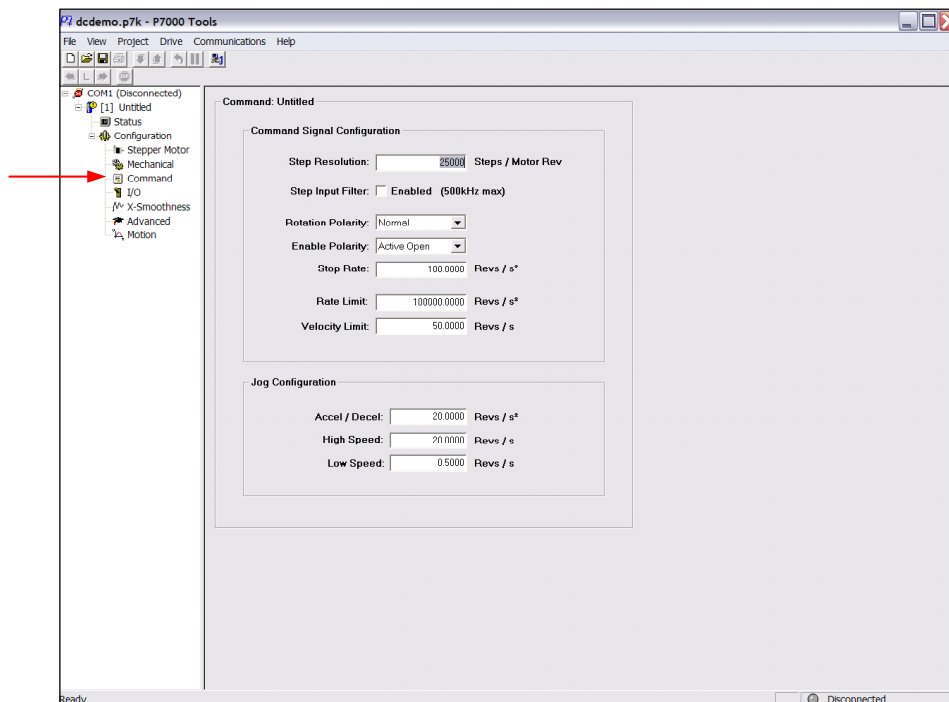 dcdemo.p7k - P7000 Tools
File View Project Drive Communications Help
COM1 (Disconnected)
[1] Untitled
Status
Configuration
Stepper Motor
Mechanical
Command
I/O
X-Smoothness
Advanced
Motion
Command: Untitled
Command Signal Configuration
Step Resolution: 25000 Steps / Motor Rev
Step Input Filter: Enabled (500kHz max)
Rotation Polarity: Normal
Enable Polarity: Active Open
Stop Rate: 100.0000 Revs / s²
Rate Limit: 100000.0000 Revs / s²
Velocity Limit: 50.0000 Revs / s
Jog Configuration
Accel / Decel: 20.0000 Revs / s²
High Speed: 20.0000 Revs / s
Low Speed: 0.5000 Revs / s
Ready
Disconnected